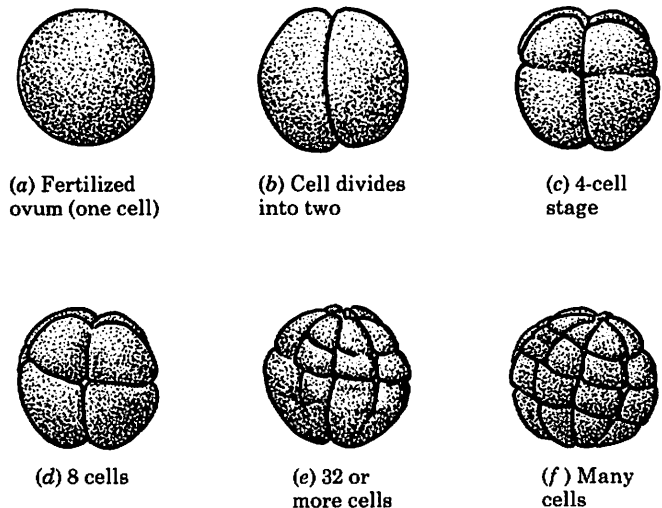 (a) Fertilized
ovum (one cell)
(b) Cell divides
into two
(c) 4-cell
stage
(d) 8 cells
(e) 32 or
more cells
(f) Many
cells